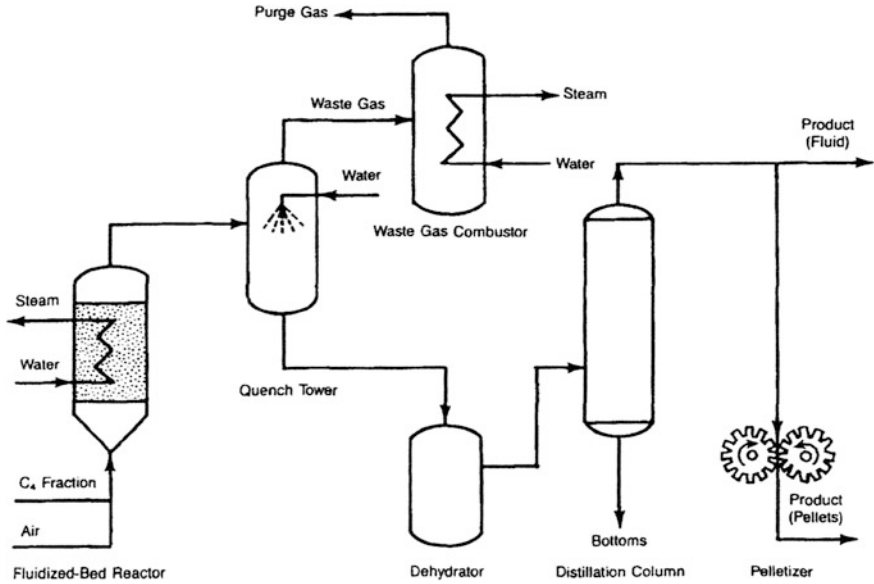 Purge Gas
Waste Gas
Steam
Water
Product
(Fluid)
Water
Waste Gas Combustor
Steam
Water
Quench Tower
C₄ Fraction
Air
Product
(Pellets)
Bottoms
Fluidized-Bed Reactor
Dehydrator
Distillation Column
Pelletizer